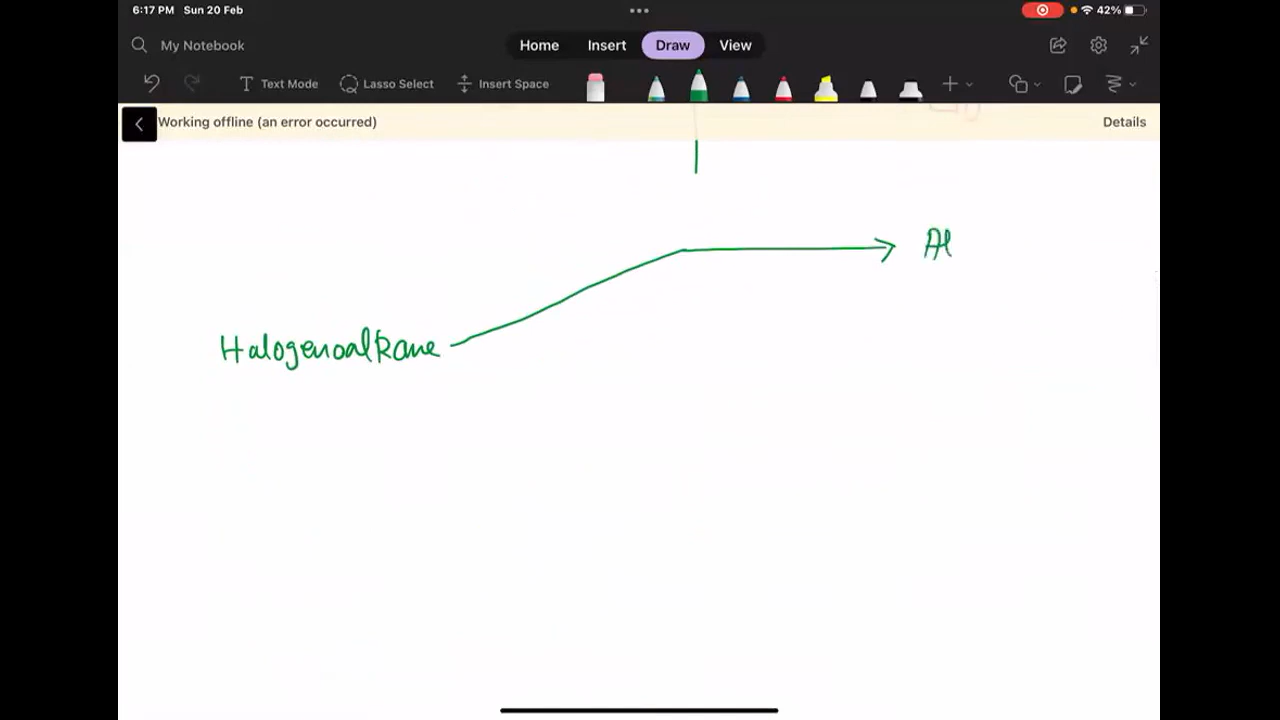 6:17 PM Sun 20 Feb 42%
My Notebook Home Insert Draw View
Text Mode Lasso Select Insert Space
Working offline (an error occurred) Details
Al
Halogenoalkane